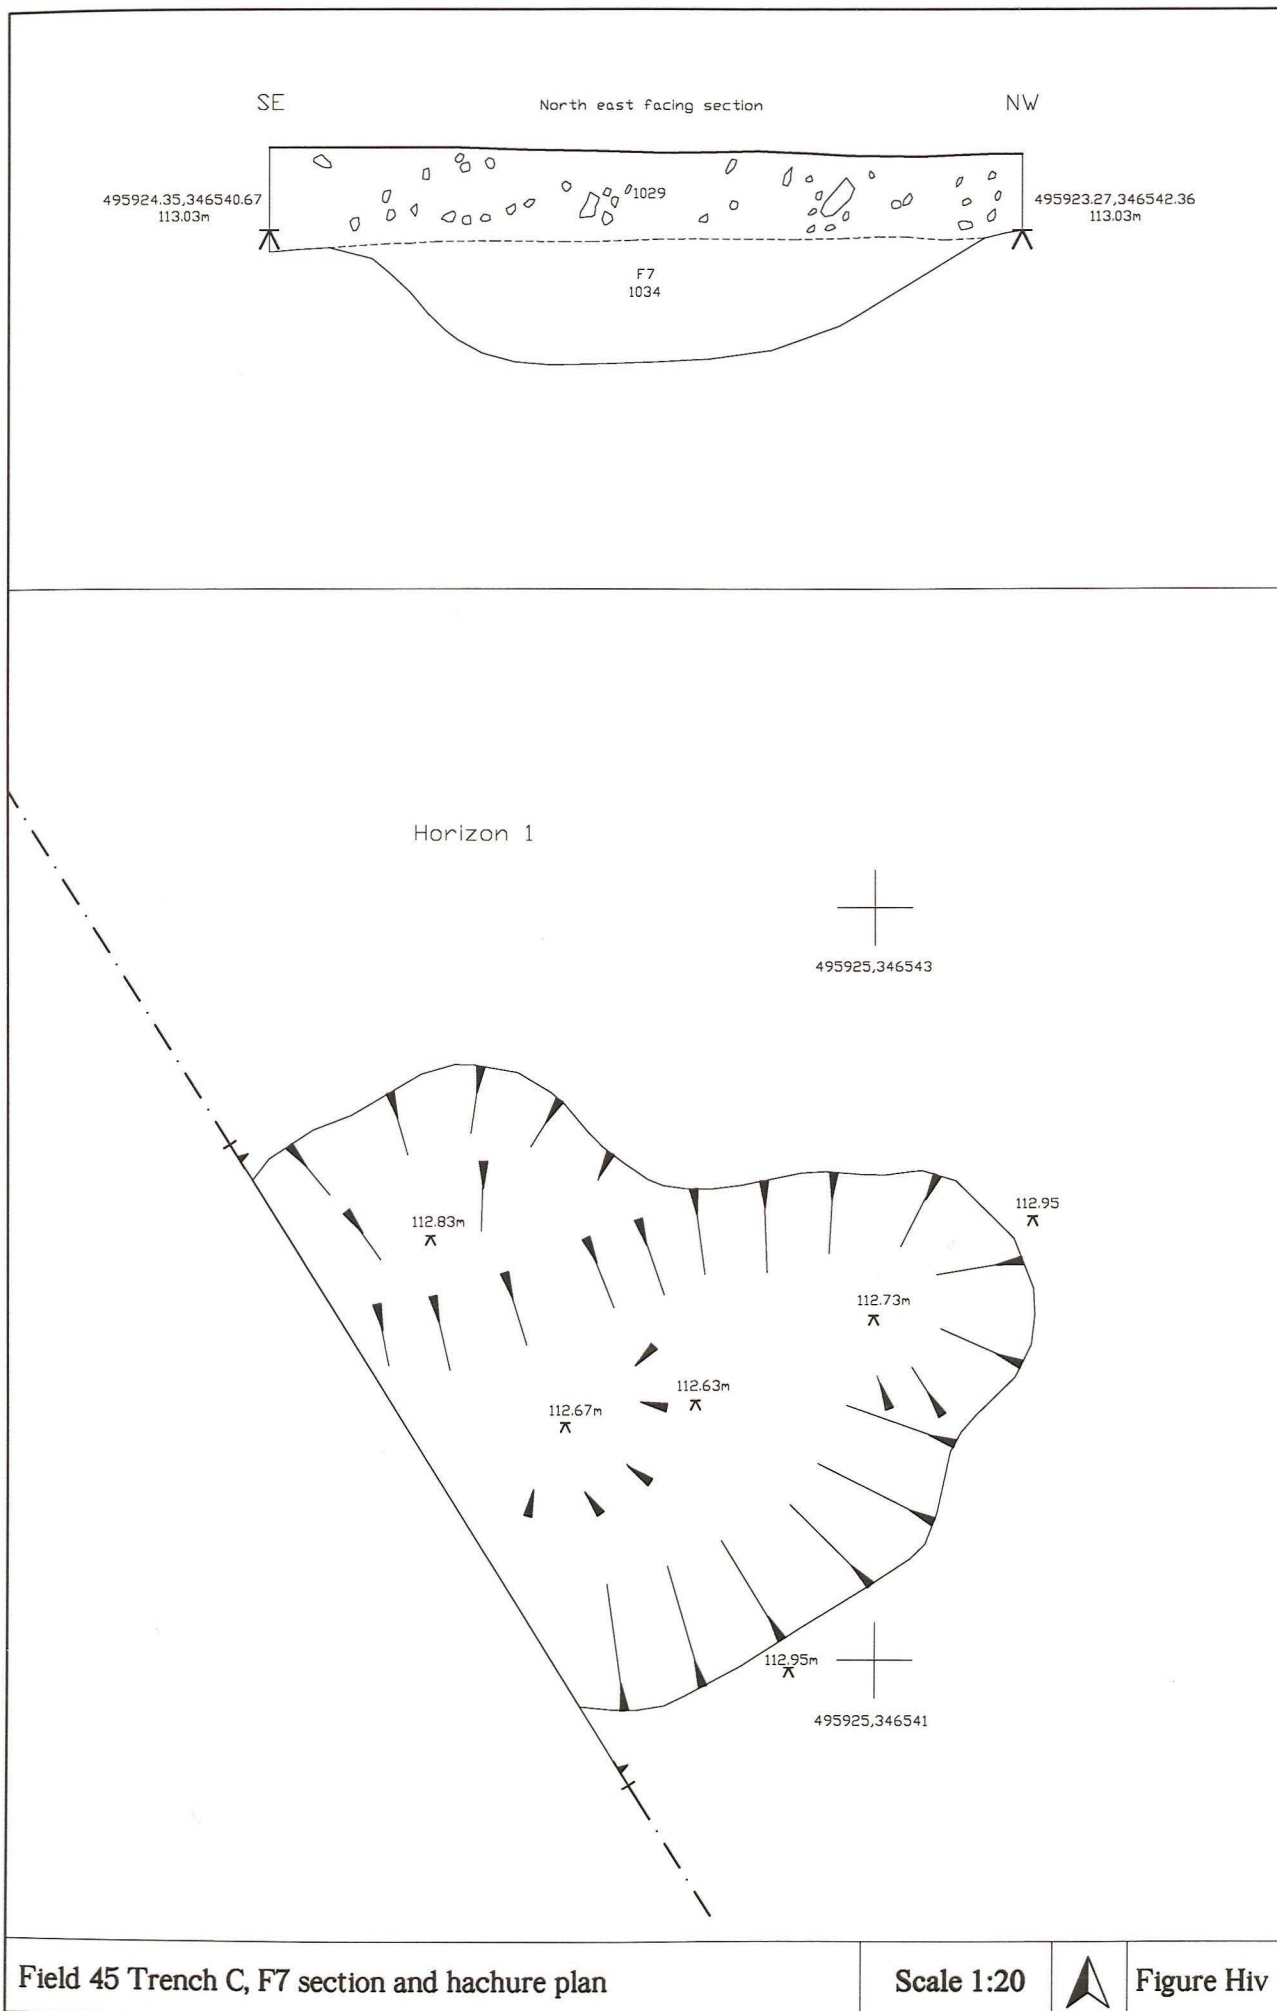 SE
North east facing section
NW
495924.35,346540.67
113.03m
1029
495923.27,346542.36
113.03m
F7
1034
Horizon 1
495925,346543
112.95
112.83m
112.73m
112.63m
112.67m
112.95m
495925,346541
Field 45 Trench C, F7 section and hachure plan
Scale 1:20
Figure Hiv